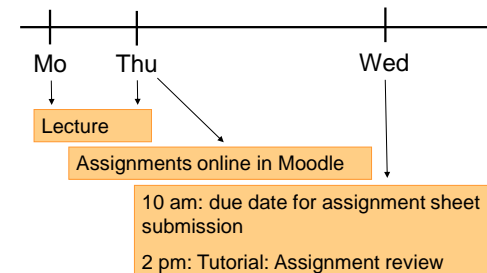 Mo Thu Wed
Lecture
Assignments online in Moodle
10 am: due date for assignment sheet
submission
2 pm: Tutorial: Assignment review